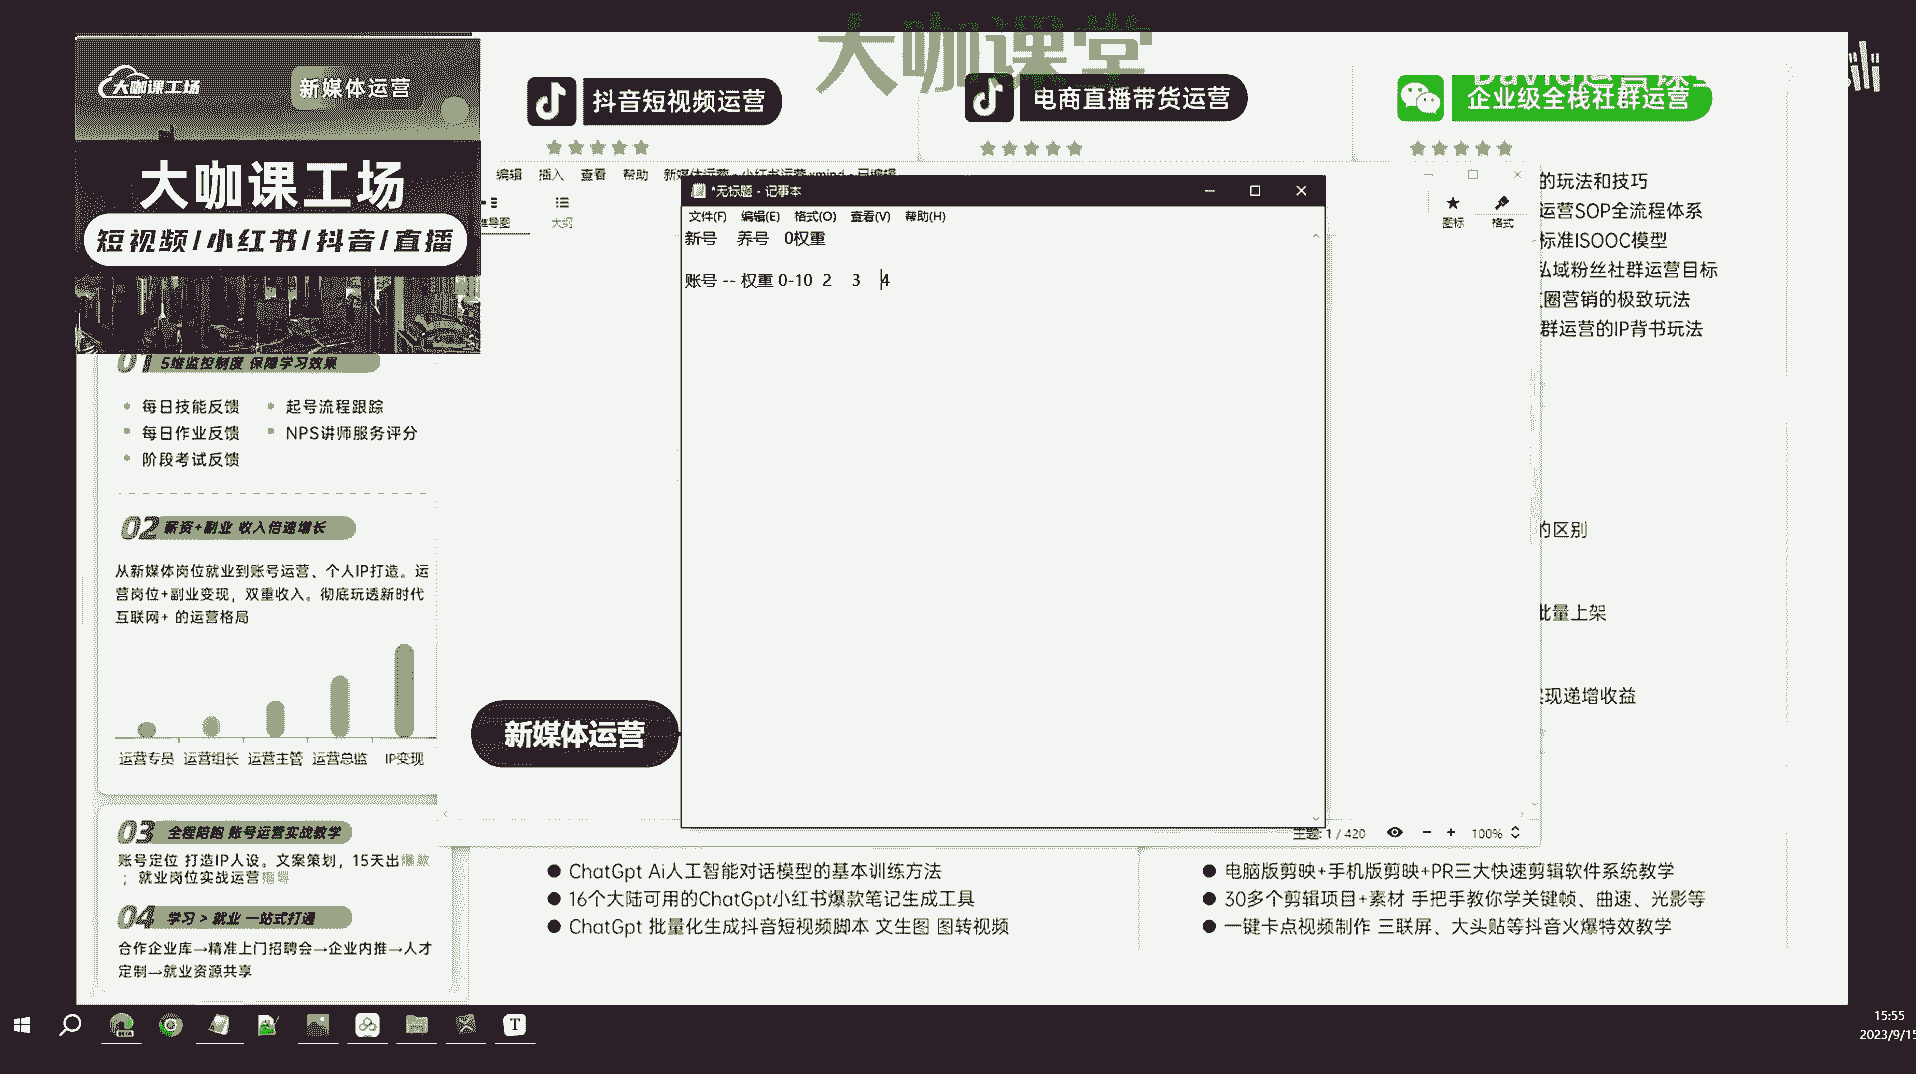 大咖课堂
大咖课工场
新媒体运营
大咖课工场
短视频/小红书/抖音/直播
抖音短视频运营
电商直播带货运营
企业级全栈社群运营
编辑 插入 查看 帮助
大纲
图标
格式
*无标题 - 记事本
文件(F) 编辑(E) 格式(O) 查看(V) 帮助(H)
新号 养号 0权重
账号 -- 权重 0-10 2 3 4
的玩法和技巧
运营SOP全流程体系
标准ISOOC模型
私域粉丝社群运营目标
圈营销的极致玩法
群运营的IP背书玩法
的区别
批量上架
实现递增收益
01 5维监控制度 保障学习效果
每日技能反馈
起号流程跟踪
每日作业反馈
NPS讲师服务评分
阶段考试反馈
02 薪资+副业 收入倍速增长
从新媒体岗位就业到账号运营、个人IP打造。运
营岗位+副业变现，双重收入。彻底玩透新时代
互联网+ 的运营格局
运营专员 运营组长 运营主管 运营总监 IP变现
新媒体运营
03 全程陪跑 账号运营实战教学
账号定位 打造IP人设。文案策划，15天出爆款
；就业岗位实战运营
04 学习 > 就业 一站式打通
合作企业库→精准上门招聘会→企业内推→人才
定制→就业资源共享
主题: 1 / 420
100%
ChatGpt Ai人工智能对话模型的基本训练方法
16个大陆可用的ChatGpt小红书爆款笔记生成工具
ChatGpt 批量化生成抖音短视频脚本 文生图 图转视频
电脑版剪映+手机版剪映+PR三大快速剪辑软件系统教学
30多个剪辑项目+素材 手把手教你学关键帧、曲速、光影等
一键卡点视频制作 三联屏、大头贴等抖音火爆特效教学
15:55
2023/9/15